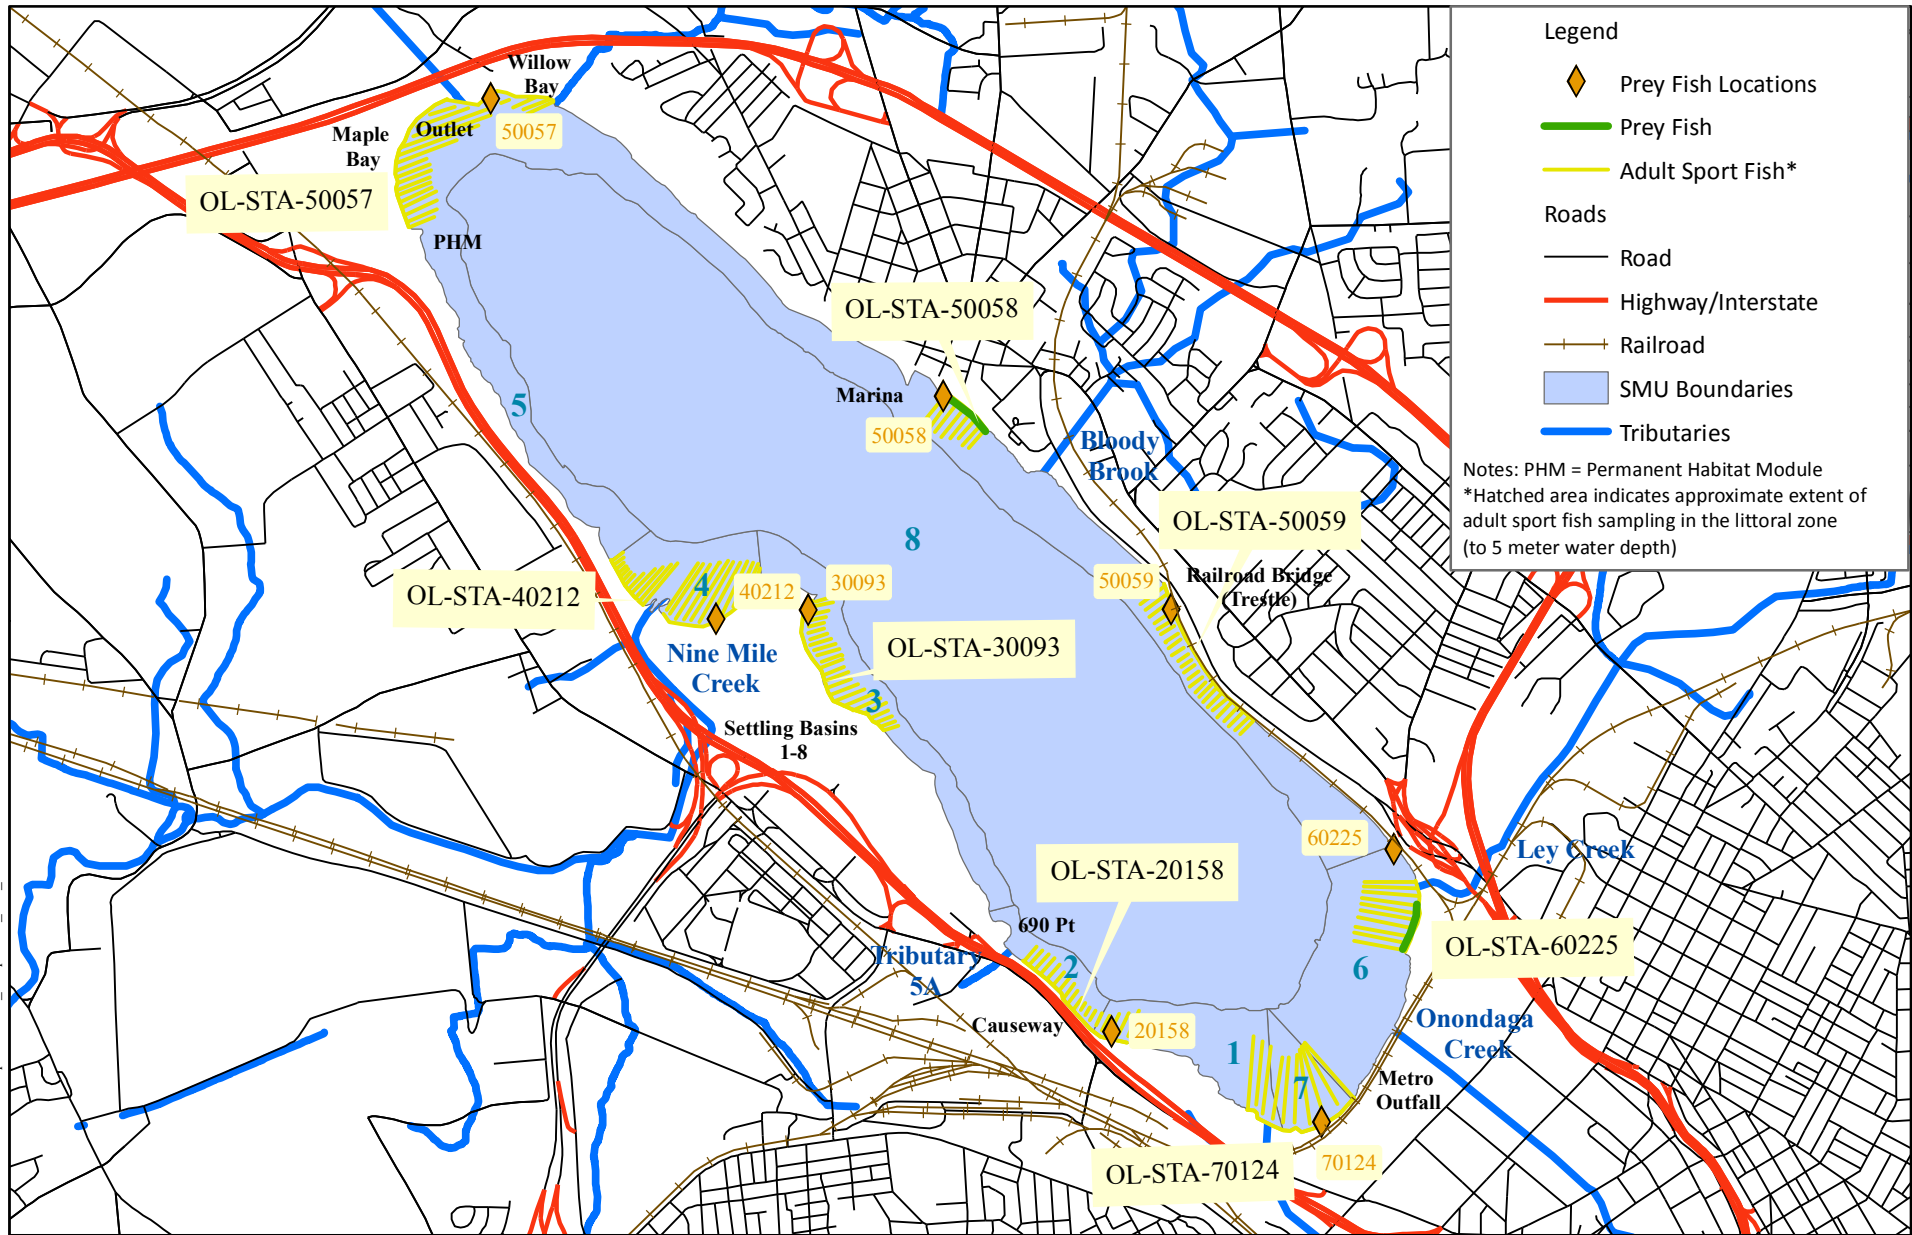 Legend
Prey Fish Locations
Prey Fish
Adult Sport Fish*
Roads
Road
Highway/Interstate
Railroad
SMU Boundaries
Tributaries
Notes: PHM = Permanent Habitat Module
*Hatched area indicates approximate extent of
adult sport fish sampling in the littoral zone
(to 5 meter water depth)
Willow
Bay
Maple
Bay
Outlet
50057
OL-STA-50057
PHM
OL-STA-50058
Marina
50058
5
Bloody
Brook
OL-STA-50059
8
50059
Railroad Bridge
(Trestle)
4
40212
30093
OL-STA-40212
OL-STA-30093
Nine Mile
Creek
3
Settling Basins
1-8
60225
Ley Creek
OL-STA-20158
690 Pt
OL-STA-60225
Tributary
5A
2
6
Causeway
20158
Onondaga
Creek
1
7
Metro
Outfall
70124
OL-STA-70124